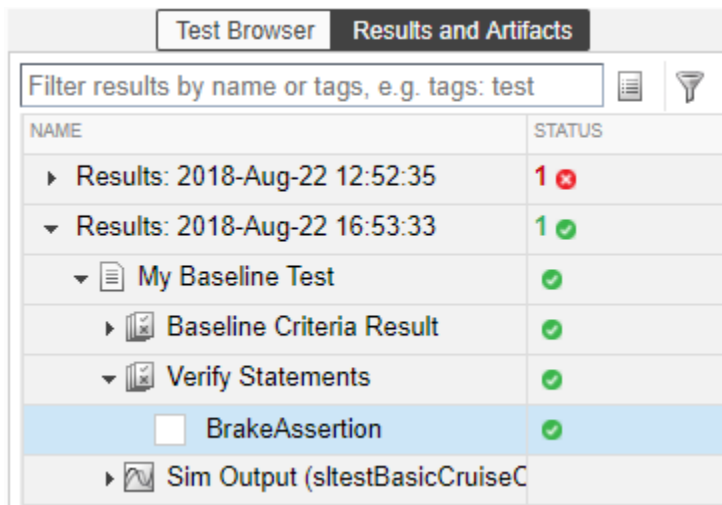 Test Browser Results and Artifacts
Filter results by name or tags, e.g. tags: test
NAME STATUS
Results: 2018-Aug-22 12:52:35 1
Results: 2018-Aug-22 16:53:33 1
My Baseline Test
Baseline Criteria Result
Verify Statements
BrakeAssertion
Sim Output (sltestBasicCruiseC